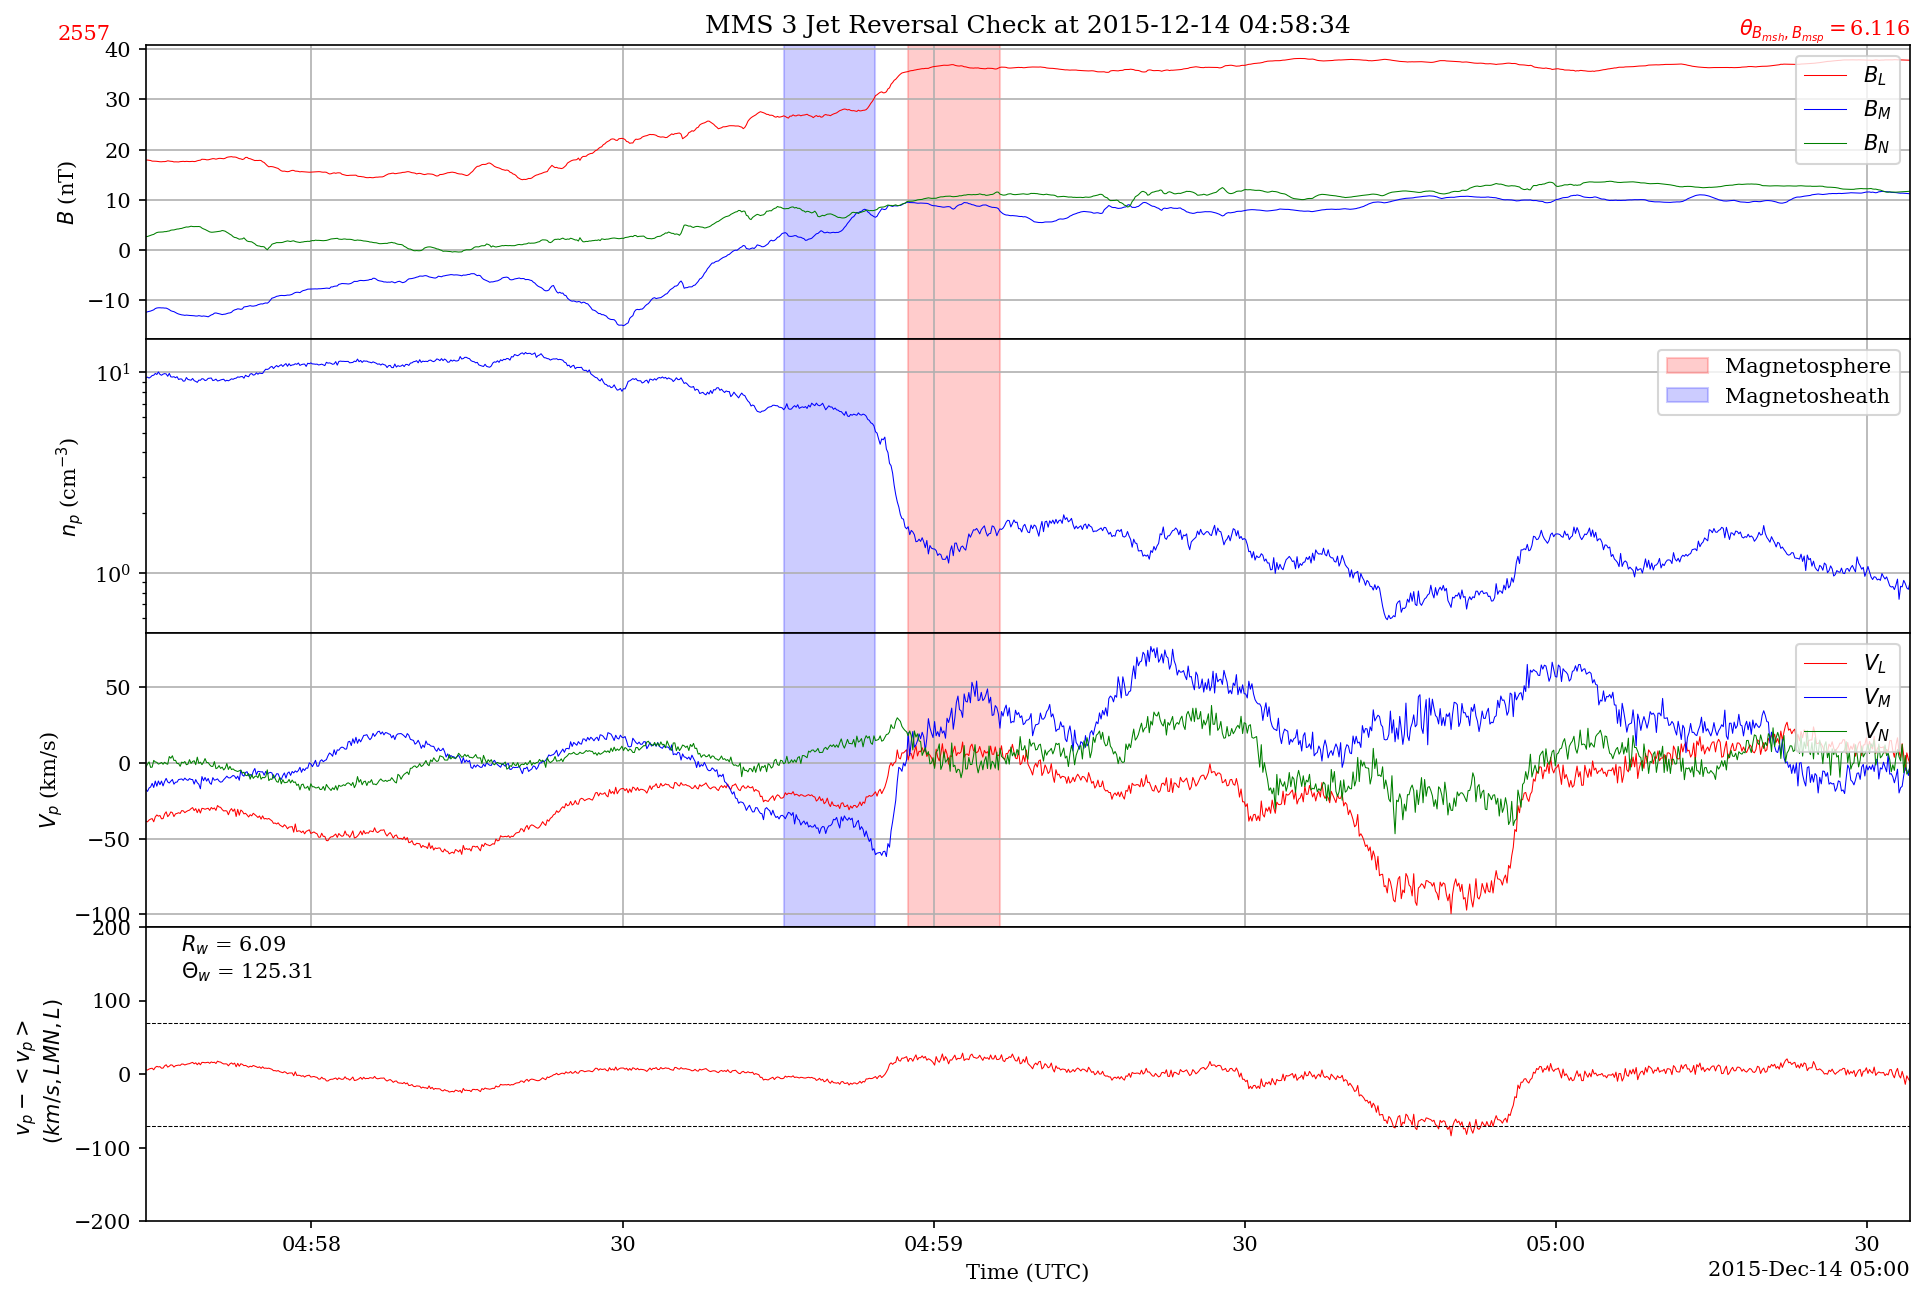 MMS 3 Jet Reversal Check at 2015-12-14 04:58:34
2557
θ_{B_{msh}, B_{msp}} = 6.116
40
30
20
10
0
−10
B (nT)
B_L
B_M
B_N
10^1
10^0
n_p (cm^{−3})
Magnetosphere
Magnetosheath
50
0
−50
−100
V_p (km/s)
V_L
V_M
V_N
200
100
0
−100
−200
v_p − < v_p >
(km/s, LMN, L)
R_w = 6.09
Θ_w = 125.31
04:58 30 04:59 30 05:00 30
Time (UTC)
2015-Dec-14 05:00